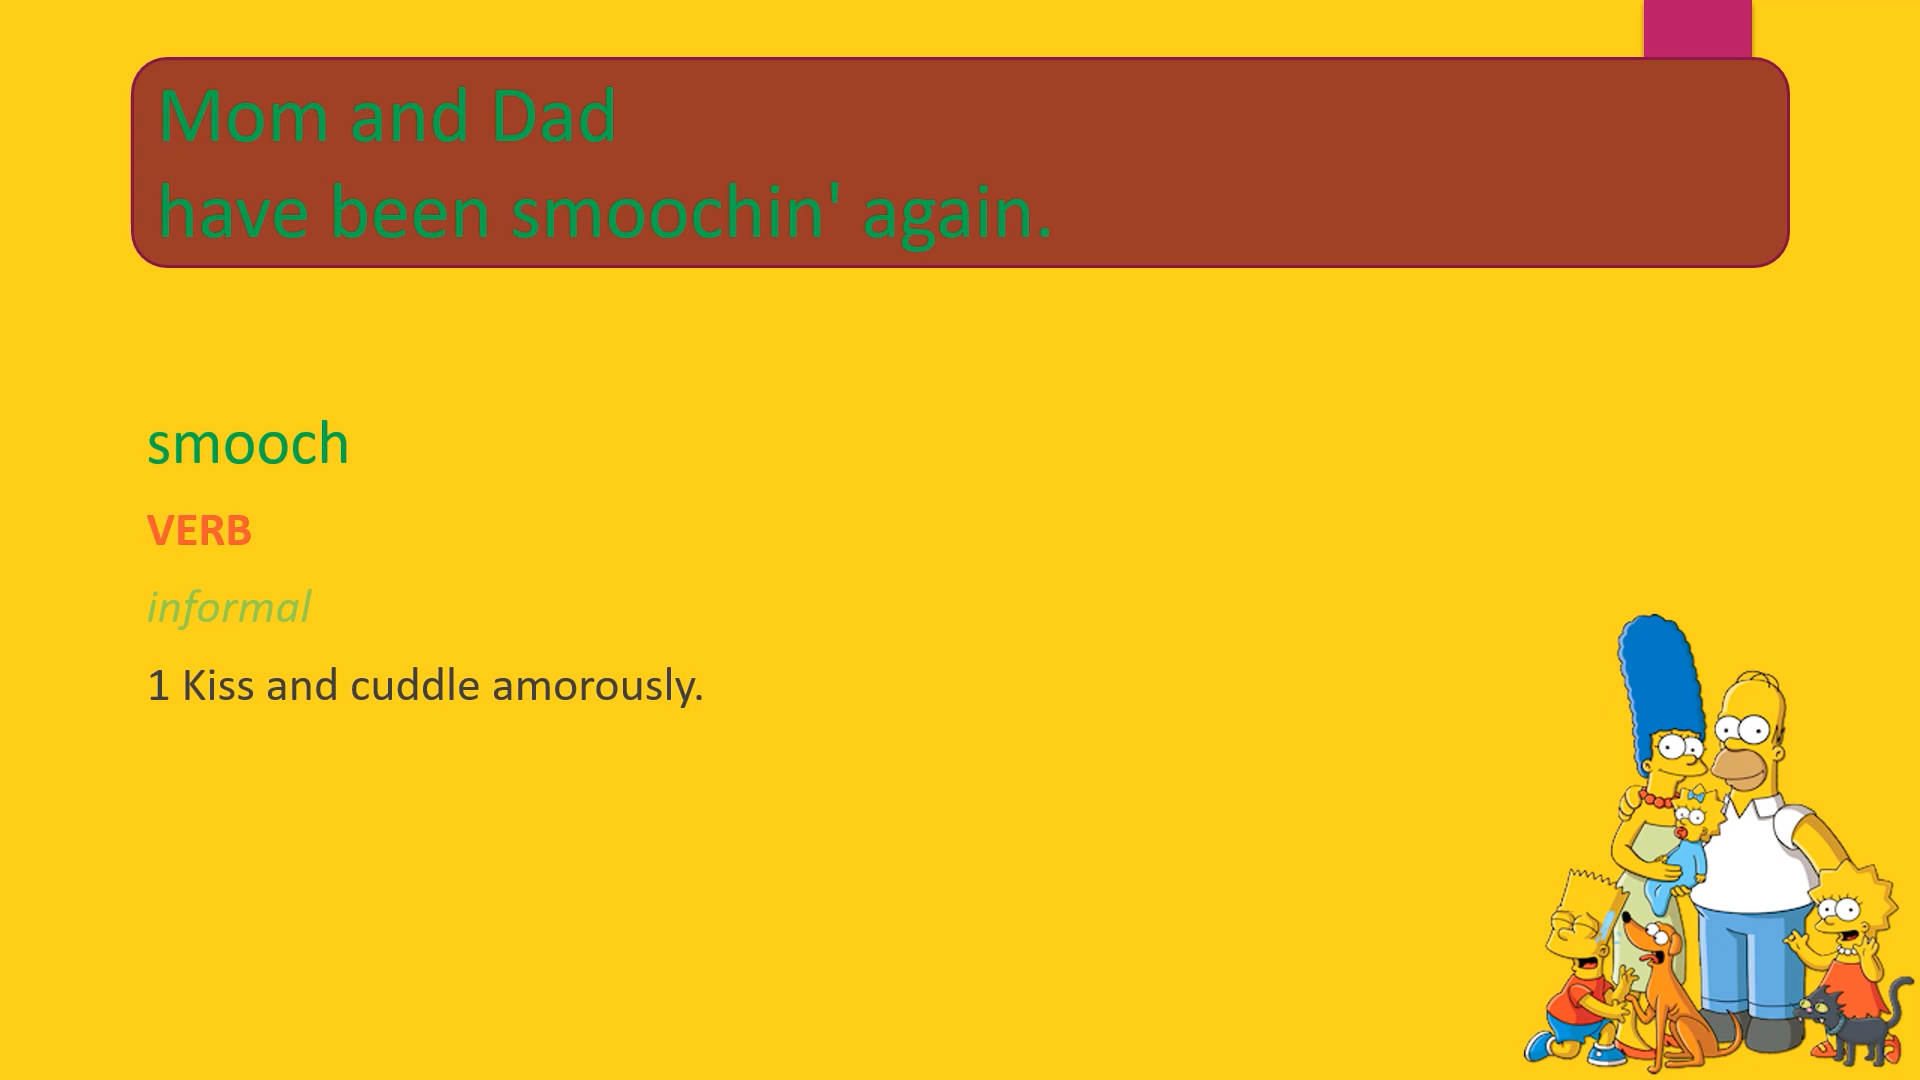 Mom and Dad
have been smoochin' again.
smooch
VERB
informal
1 Kiss and cuddle amorously.